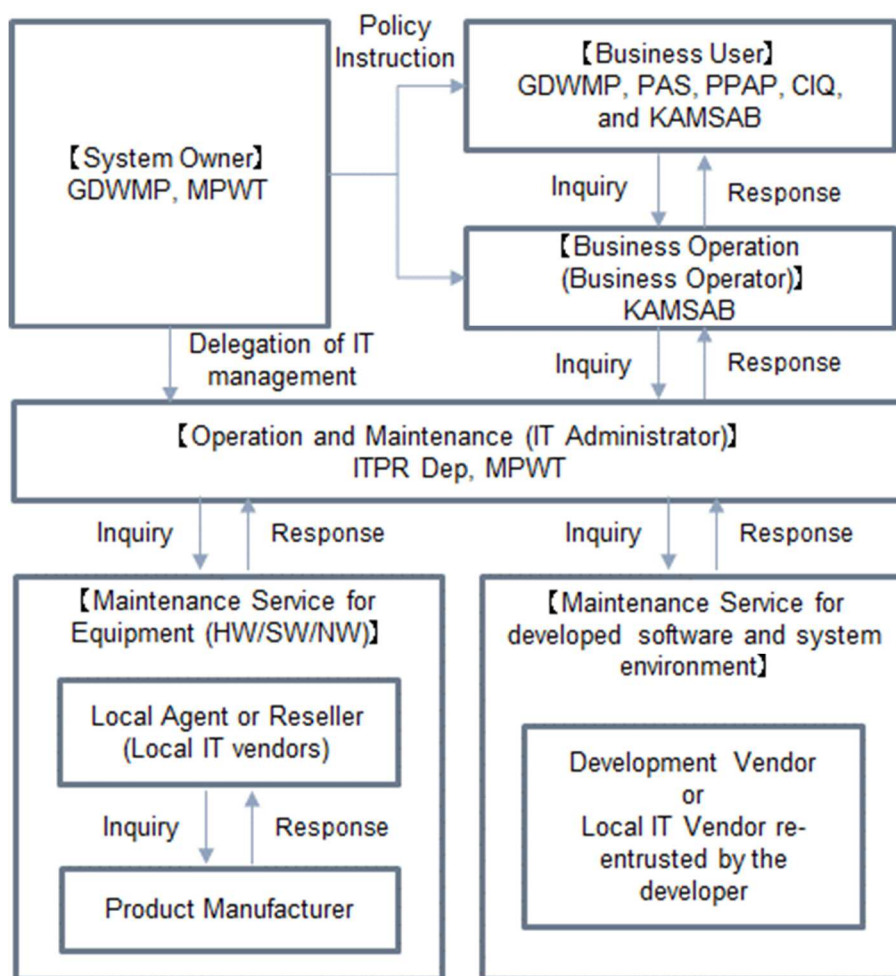 Policy
Instruction
【System Owner】
GDWMP, MPWT
【Business User】
GDWMP, PAS, PPAP, CIQ,
and KAMSAB
Inquiry
Response
【Business Operation
(Business Operator)】
KAMSAB
Delegation of IT
management
Inquiry
Response
【Operation and Maintenance (IT Administrator)】
ITPR Dep, MPWT
Inquiry
Response
Inquiry
Response
【Maintenance Service for
Equipment (HW/SW/NW)】
Local Agent or Reseller
(Local IT vendors)
Inquiry
Response
Product Manufacturer
【Maintenance Service for
developed software and system
environment】
Development Vendor
or
Local IT Vendor re-
entrusted by the
developer